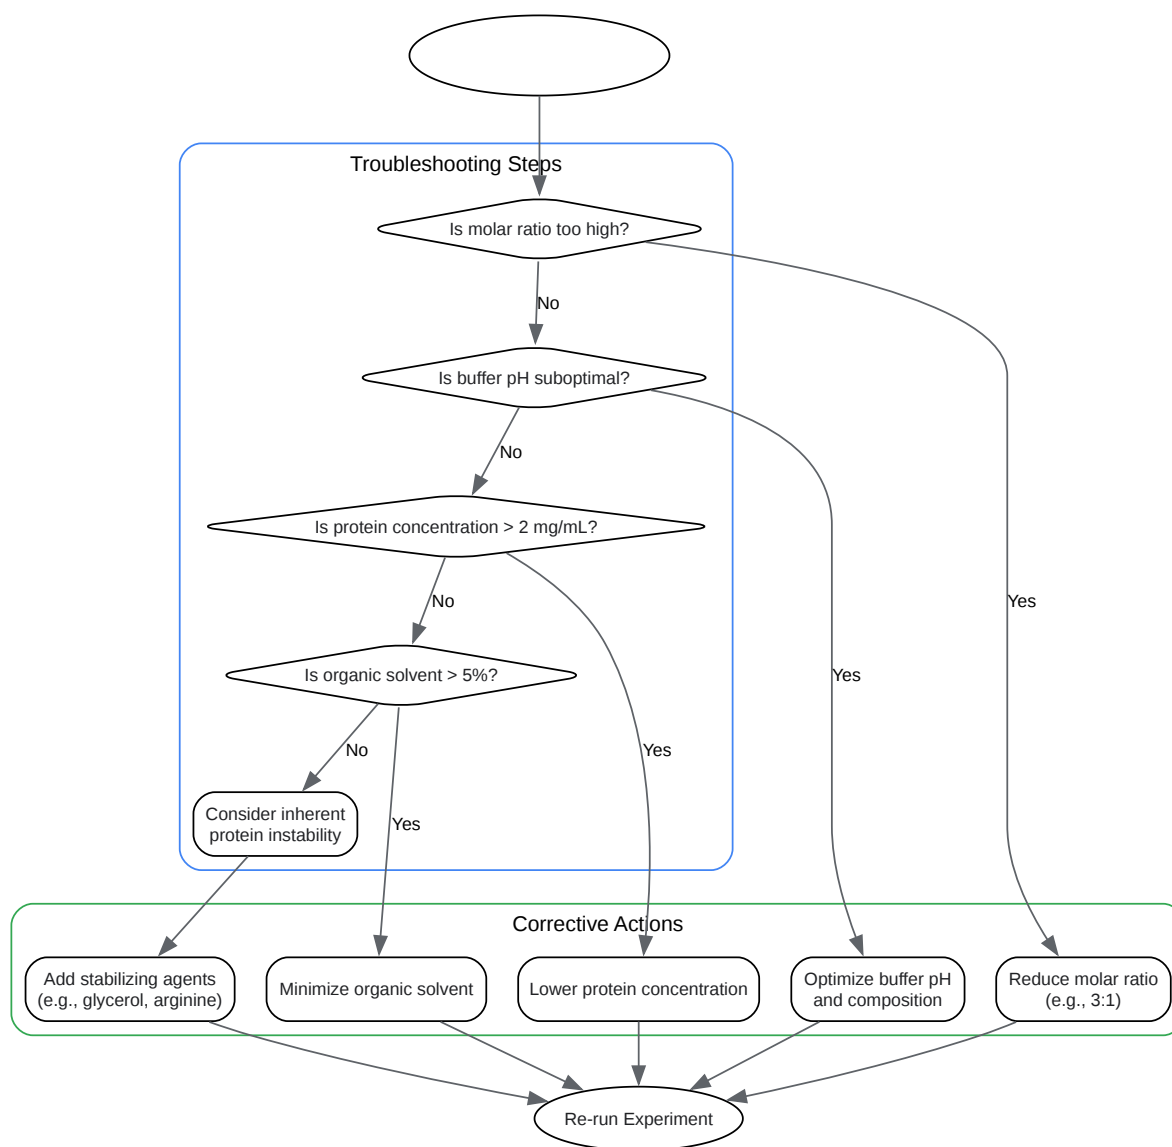 Troubleshooting Steps
Is molar ratio too high?
No
Is buffer pH suboptimal?
No
Is protein concentration > 2 mg/mL?
No
Yes
Is organic solvent > 5%?
Yes
No
Yes
Consider inherent
protein instability
Yes
Corrective Actions
Add stabilizing agents
(e.g., glycerol, arginine)
Minimize organic solvent
Lower protein concentration
Optimize buffer pH
and composition
Reduce molar ratio
(e.g., 3:1)
Re-run Experiment